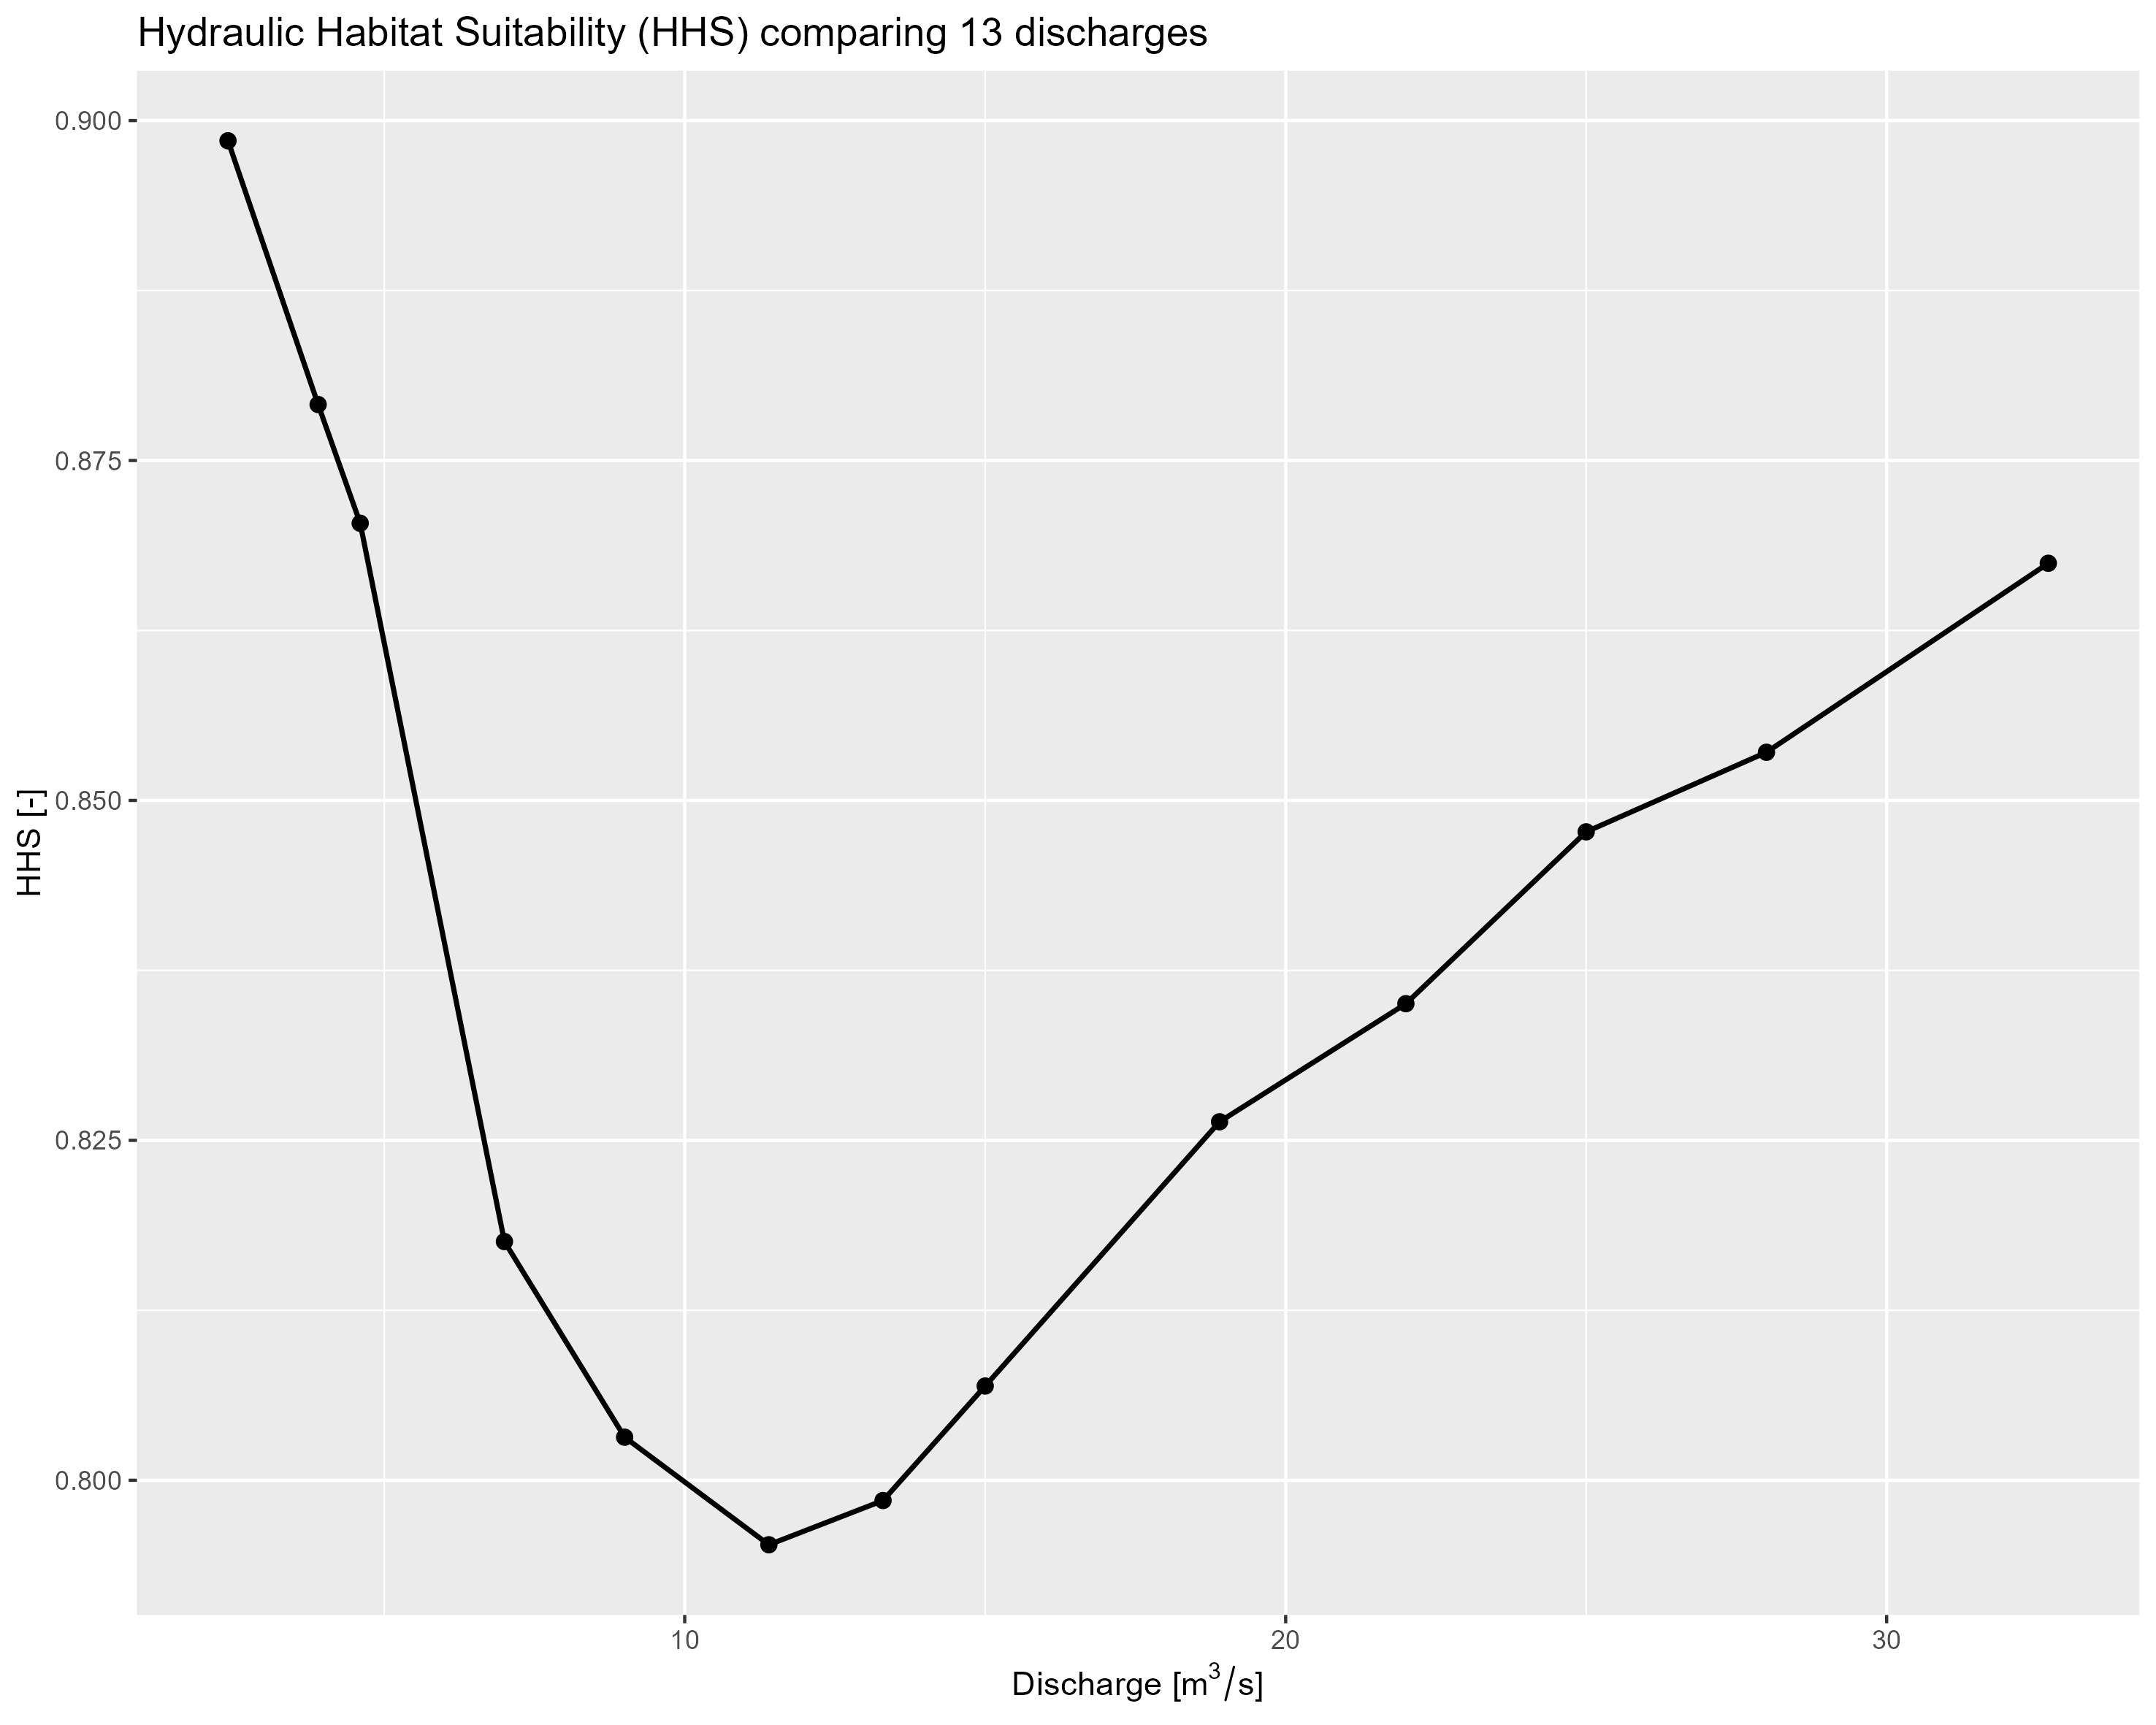 Hydraulic Habitat Suitability (HHS) comparing 13 discharges
0.900
0.875
0.850
0.825
0.800
HHS [-]
10 20 30
Discharge [m³/s]